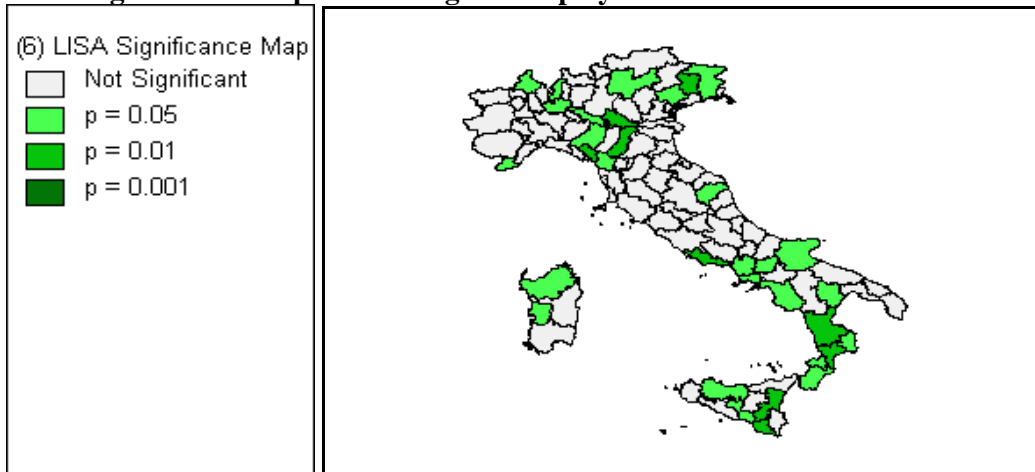 (6) LISA Significance Map
Not Significant
p = 0.05
p = 0.01
p = 0.001